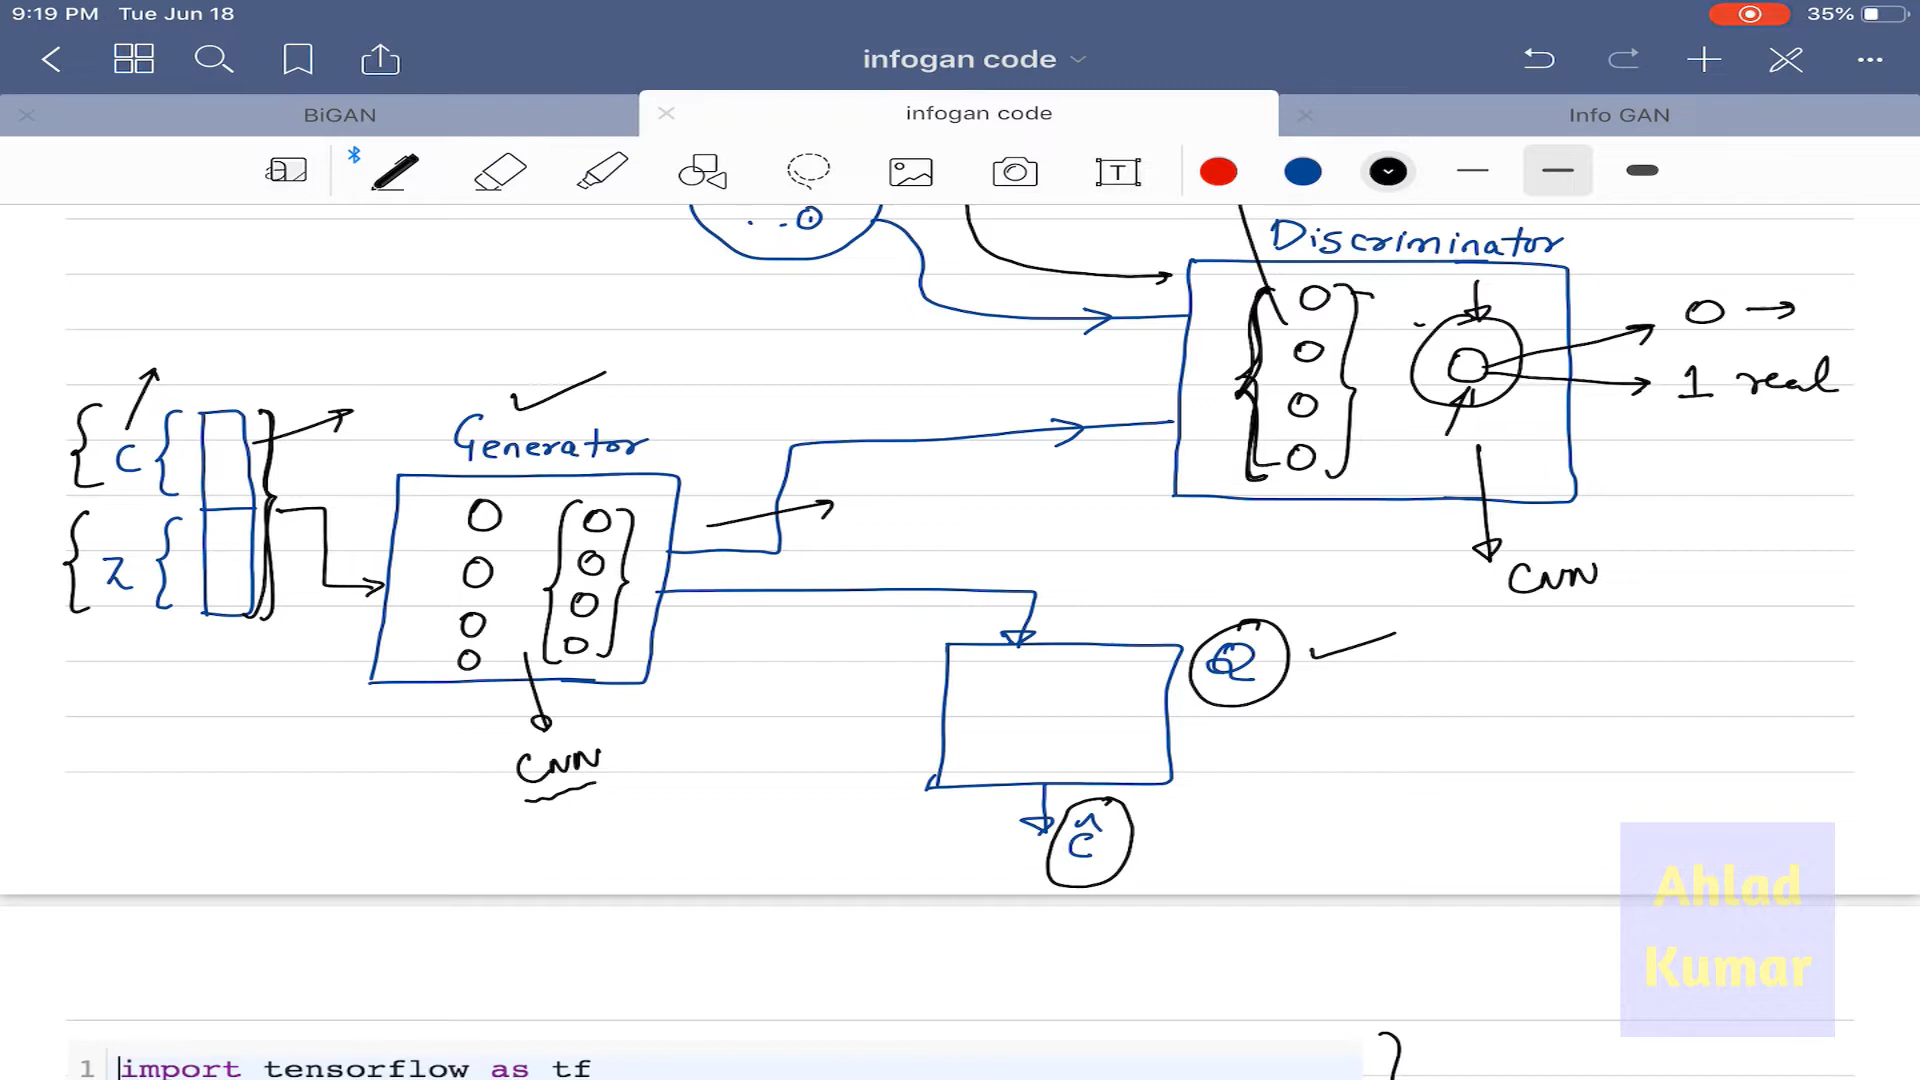 9:19 PM Tue Jun 18
35%
infogan code
BiGAN
infogan code
Info GAN
T
Discriminator
0 →
1 real
C
Generator
Z
CNN
Q
CNN
ĉ
Ahlad
Kumar
1 import tensorflow as tf